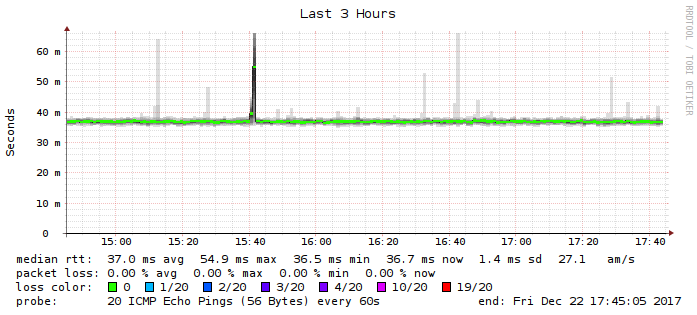 Last 3 Hours
RRDTOOL / TOBI OETIKER
Seconds
60 m
50 m
40 m
30 m
20 m
10 m
0
15:00 15:20 15:40 16:00 16:20 16:40 17:00 17:20 17:40
median rtt: 37.0 ms avg 54.9 ms max 36.5 ms min 36.7 ms now 1.4 ms sd 27.1 am/s
packet loss: 0.00 % avg 0.00 % max 0.00 % min 0.00 % now
loss color: 0 1/20 2/20 3/20 4/20 10/20 19/20
probe: 20 ICMP Echo Pings (56 Bytes) every 60s end: Fri Dec 22 17:45:05 2017